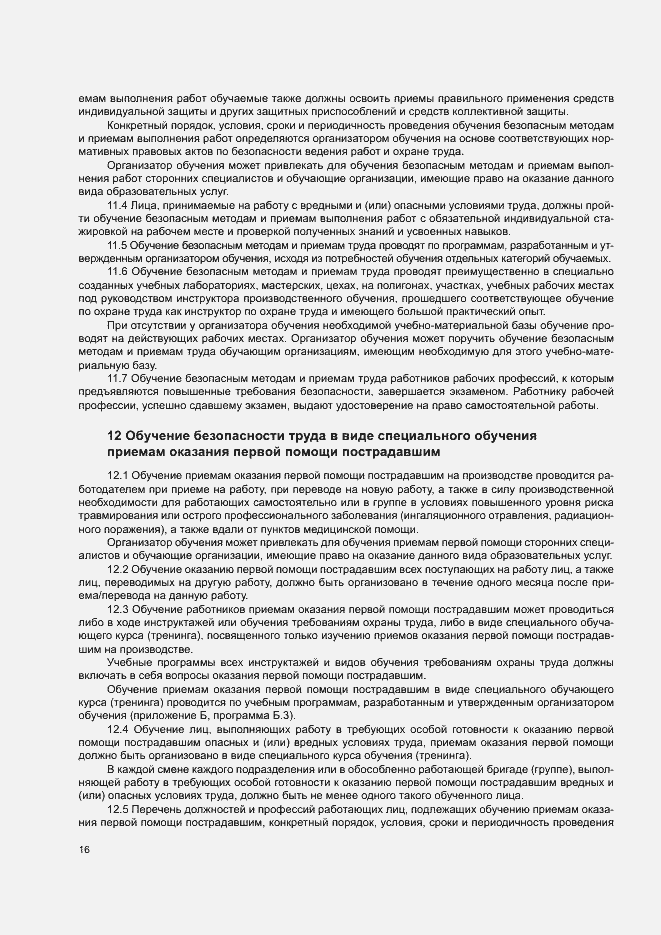 емам выполнения работ обучаемые также должны освоить приемы правильного применения средств
индивидуальной защиты и других защитных приспособлений и средств коллективной защиты.
Конкретный порядок, условия, сроки и периодичность проведения обучения безопасным методам
и приемам выполнения работ определяются организатором обучения на основе соответствующих нор-
мативных правовых актов по безопасности ведения работ и охране труда.
Организатор обучения может привлекать для обучения безопасным методам и приемам выпол-
нения работ сторонних специалистов и обучающие организации, имеющие право на оказание данного
вида образовательных услуг.
11.4 Лица, принимаемые на работу с вредными и (или) опасными условиями труда, должны прой-
ти обучение безопасным методам и приемам выполнения работ с обязательной индивидуальной ста-
жировкой на рабочем месте и проверкой полученных знаний и усвоенных навыков.
11.5 Обучение безопасным методам и приемам труда проводят по программам, разработанным и ут-
вержденным организатором обучения, исходя из потребностей обучения отдельных категорий обучаемых.
11.6 Обучение безопасным методам и приемам труда проводят преимущественно в специально
созданных учебных лабораториях, мастерских, цехах, на полигонах, участках, учебных рабочих местах
под руководством инструктора производственного обучения, прошедшего соответствующее обучение
по охране труда как инструктор по охране труда и имеющего большой практический опыт.
При отсутствии у организатора обучения необходимой учебно-материальной базы обучение про-
водят на действующих рабочих местах. Организатор обучения может поручить обучение безопасным
методам и приемам труда обучающим организациям, имеющим необходимую для этого учебно-мате-
риальную базу.
11.7 Обучение безопасным методам и приемам труда работников рабочих профессий, к которым
предъявляются повышенные требования безопасности, завершается экзаменом. Работнику рабочей
профессии, успешно сдавшему экзамен, выдают удостоверение на право самостоятельной работы.
12 Обучение безопасности труда в виде специального обучения
приемам оказания первой помощи пострадавшим
12.1 Обучение приемам оказания первой помощи пострадавшим на производстве проводится ра-
ботодателем при приеме на работу, при переводе на новую работу, а также в силу производственной
необходимости для работающих самостоятельно или в группе в условиях повышенного уровня риска
травмирования или острого профессионального заболевания (ингаляционного отравления, радиацион-
ного поражения), а также вдали от пунктов медицинской помощи.
Организатор обучения может привлекать для обучения приемам первой помощи сторонних специ-
алистов и обучающие организации, имеющие право на оказание данного вида образовательных услуг.
12.2 Обучение оказанию первой помощи пострадавшим всех поступающих на работу лиц, а также
лиц, переводимых на другую работу, должно быть организовано в течение одного месяца после при-
ема/перевода на данную работу.
12.3 Обучение работников приемам оказания первой помощи пострадавшим может проводиться
либо в ходе инструктажей или обучения требованиям охраны труда, либо в виде специального обуча-
ющего курса (тренинга), посвященного только изучению приемов оказания первой помощи пострадав-
шим на производстве.
Учебные программы всех инструктажей и видов обучения требованиям охраны труда должны
включать в себя вопросы оказания первой помощи пострадавшим.
Обучение приемам оказания первой помощи пострадавшим в виде специального обучающего
курса (тренинга) проводится по учебным программам, разработанным и утвержденным организатором
обучения (приложение Б, программа Б.3).
12.4 Обучение лиц, выполняющих работу в требующих особой готовности к оказанию первой
помощи пострадавшим опасных и (или) вредных условиях труда, приемам оказания первой помощи
должно быть организовано в виде специального курса обучения (тренинга).
В каждой смене каждого подразделения или в обособленно работающей бригаде (группе), выпол-
няющей работу в требующих особой готовности к оказанию первой помощи пострадавшим вредных и
(или) опасных условиях труда, должно быть не менее одного такого обученного лица.
12.5 Перечень должностей и профессий работающих лиц, подлежащих обучению приемам оказа-
ния первой помощи пострадавшим, конкретный порядок, условия, сроки и периодичность проведения
16